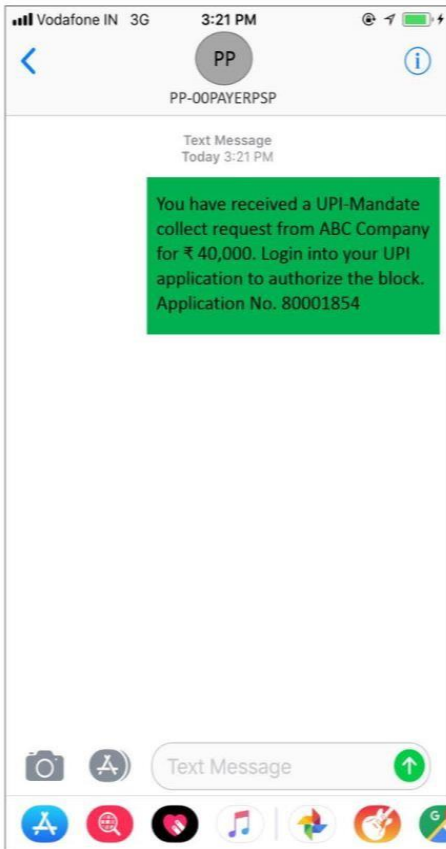 Vodafone IN 3G 3:21 PM
PP
PP-00PAYERPSP
Text Message
Today 3:21 PM
You have received a UPI-Mandate
collect request from ABC Company
for ₹ 40,000. Login into your UPI
application to authorize the block.
Application No. 80001854
Text Message
G